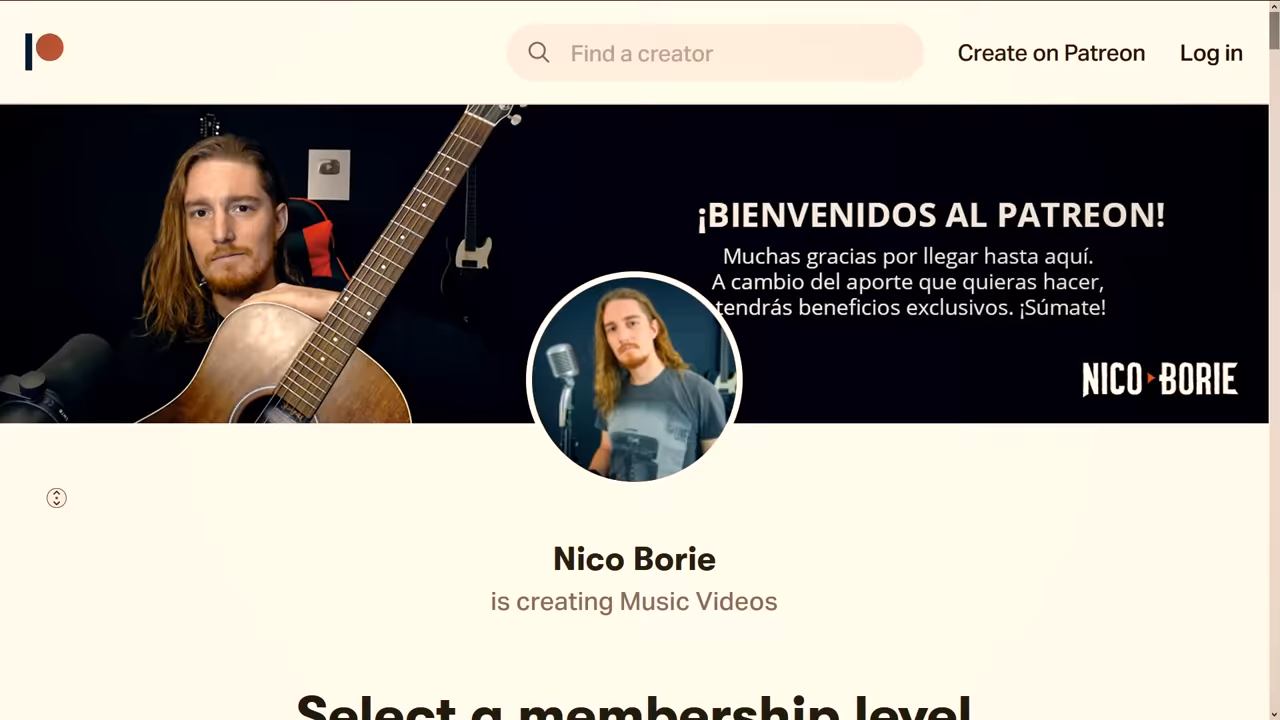 Find a creator
Create on Patreon
Log in
¡BIENVENIDOS AL PATREON!
Muchas gracias por llegar hasta aquí.
A cambio del aporte que quieras hacer,
tendrás beneficios exclusivos. ¡Súmate!
NICO BORIE
Nico Borie
is creating Music Videos
Select a membership level